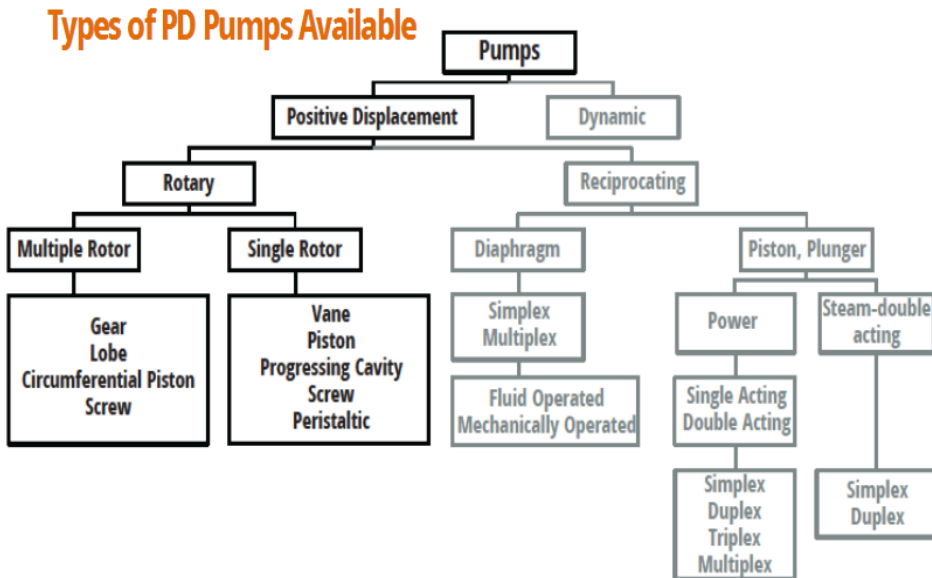 Types of PD Pumps Available
Pumps
Positive Displacement
Dynamic
Rotary
Reciprocating
Multiple Rotor
Single Rotor
Diaphragm
Piston, Plunger
Gear
Lobe
Circumferential Piston
Screw
Vane
Piston
Progressing Cavity
Screw
Peristaltic
Simplex
Multiplex
Fluid Operated
Mechanically Operated
Power
Steam-double
acting
Single Acting
Double Acting
Simplex
Duplex
Triplex
Multiplex
Simplex
Duplex